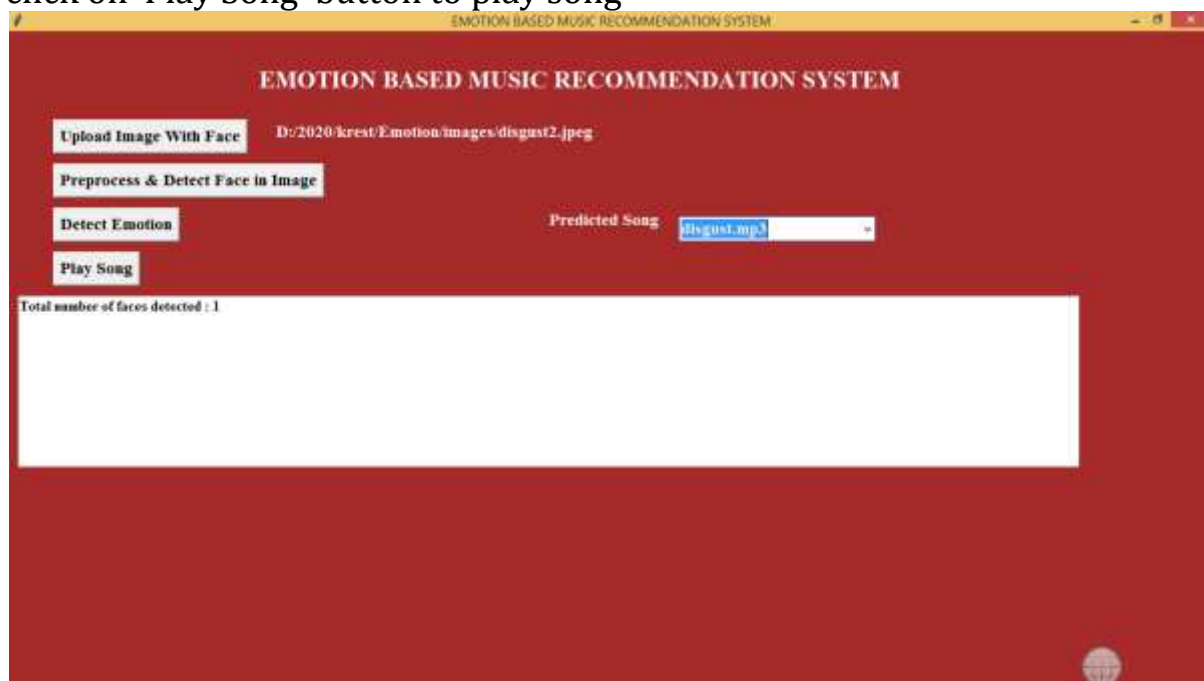 click on 'Play Song' button to play song
EMOTION BASED MUSIC RECOMMENDATION SYSTEM
EMOTION BASED MUSIC RECOMMENDATION SYSTEM
Upload Image With Face D:/2020/krest/Emotion/images/disgust2.jpeg
Preprocess & Detect Face in Image
Detect Emotion Predicted Song disgust.mp3
Play Song
Total number of faces detected : 1